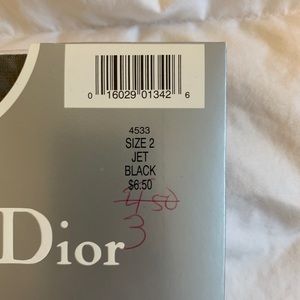 0 16029 01342 6
4533
SIZE 2
JET
BLACK
$6.50
4.50
3
Dior